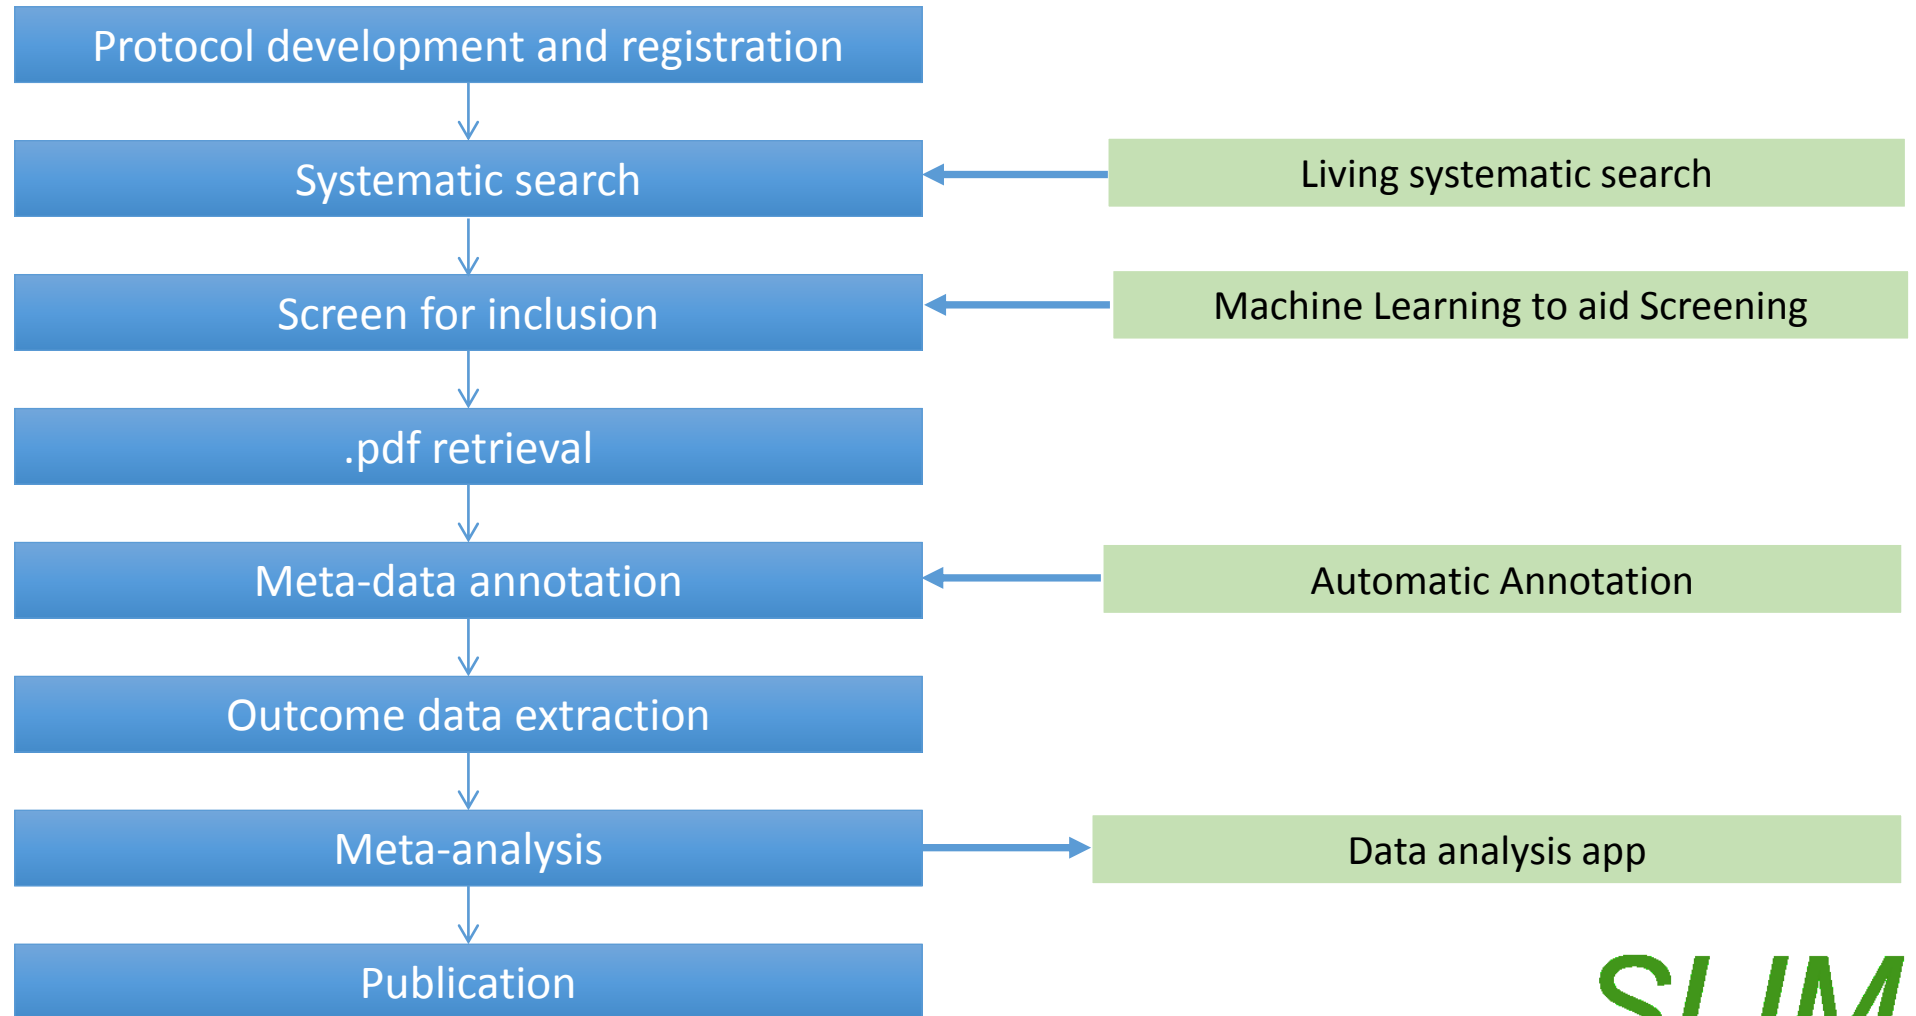 Protocol development and registration
Systematic search
Living systematic search
Screen for inclusion
Machine Learning to aid Screening
.pdf retrieval
Meta-data annotation
Automatic Annotation
Outcome data extraction
Meta-analysis
Data analysis app
Publication
SLIM